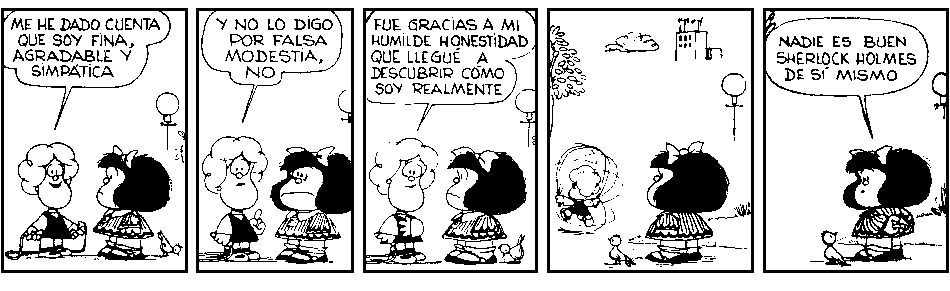 ME HE DADO CUENTA
QUE SOY FINA,
AGRADABLE Y
SIMPÁTICA
Y NO LO DIGO
POR FALSA
MODESTIA,
NO
FUE GRACIAS A MI
HUMILDE HONESTIDAD
QUE LLEGUÉ A
DESCUBRIR CÓMO
SOY REALMENTE
NADIE ES BUEN
SHERLOCK HOLMES
DE SÍ MISMO